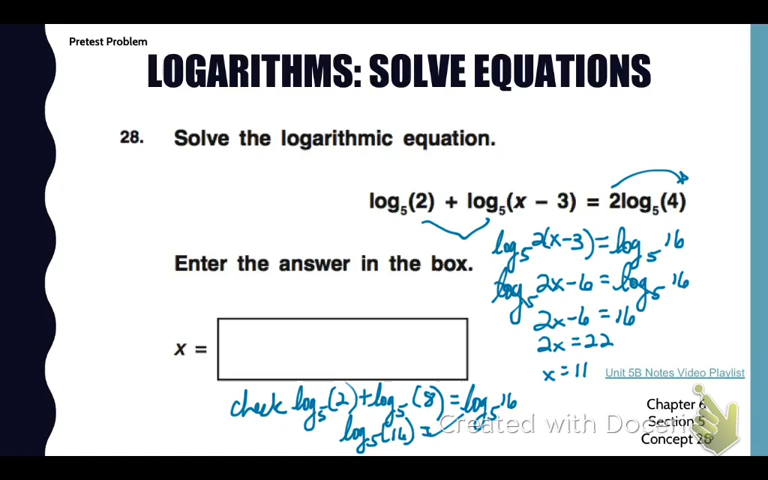 Pretest Problem
LOGARITHMS: SOLVE EQUATIONS
28. Solve the logarithmic equation.
log₅(2) + log₅(x − 3) = 2log₅(4)
log₅ 2(x-3) = log₅ 16
Enter the answer in the box.
log₅ 2x-6 = log₅ 16
2x-6 = 16
2x = 22
x =
x = 11
Unit 5B Notes Video Playlist
check log₅(2) + log₅(8) = log₅ 16
log₅(16) =
Chapter 6
Section 5
Concept 28
Created with